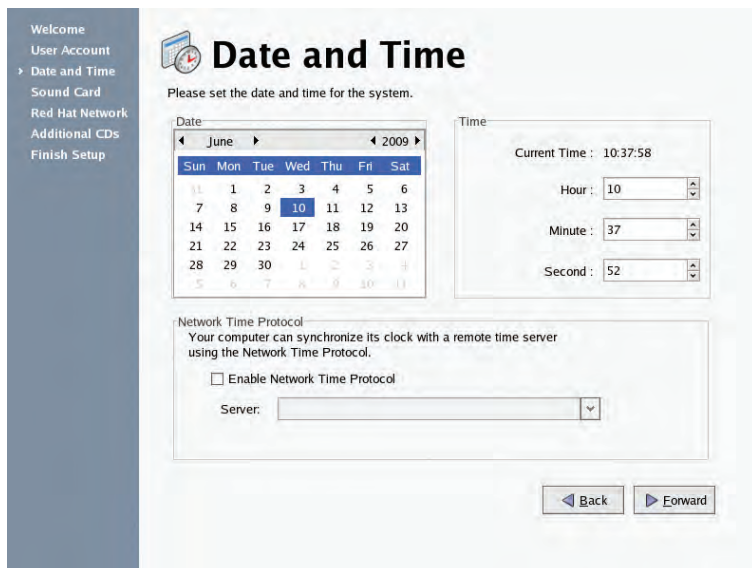 Welcome
User Account
Date and Time
Sound Card
Red Hat Network
Additional CDs
Finish Setup
Date and Time
Please set the date and time for the system.
Date
June 2009
Sun Mon Tue Wed Thu Fri Sat
31 1 2 3 4 5 6
7 8 9 10 11 12 13
14 15 16 17 18 19 20
21 22 23 24 25 26 27
28 29 30 1 2 3 4
5 6 7 8 9 10 11
Time
Current Time : 10:37:58
Hour : 10
Minute : 37
Second : 52
Network Time Protocol
Your computer can synchronize its clock with a remote time server
using the Network Time Protocol.
Enable Network Time Protocol
Server:
Back Forward